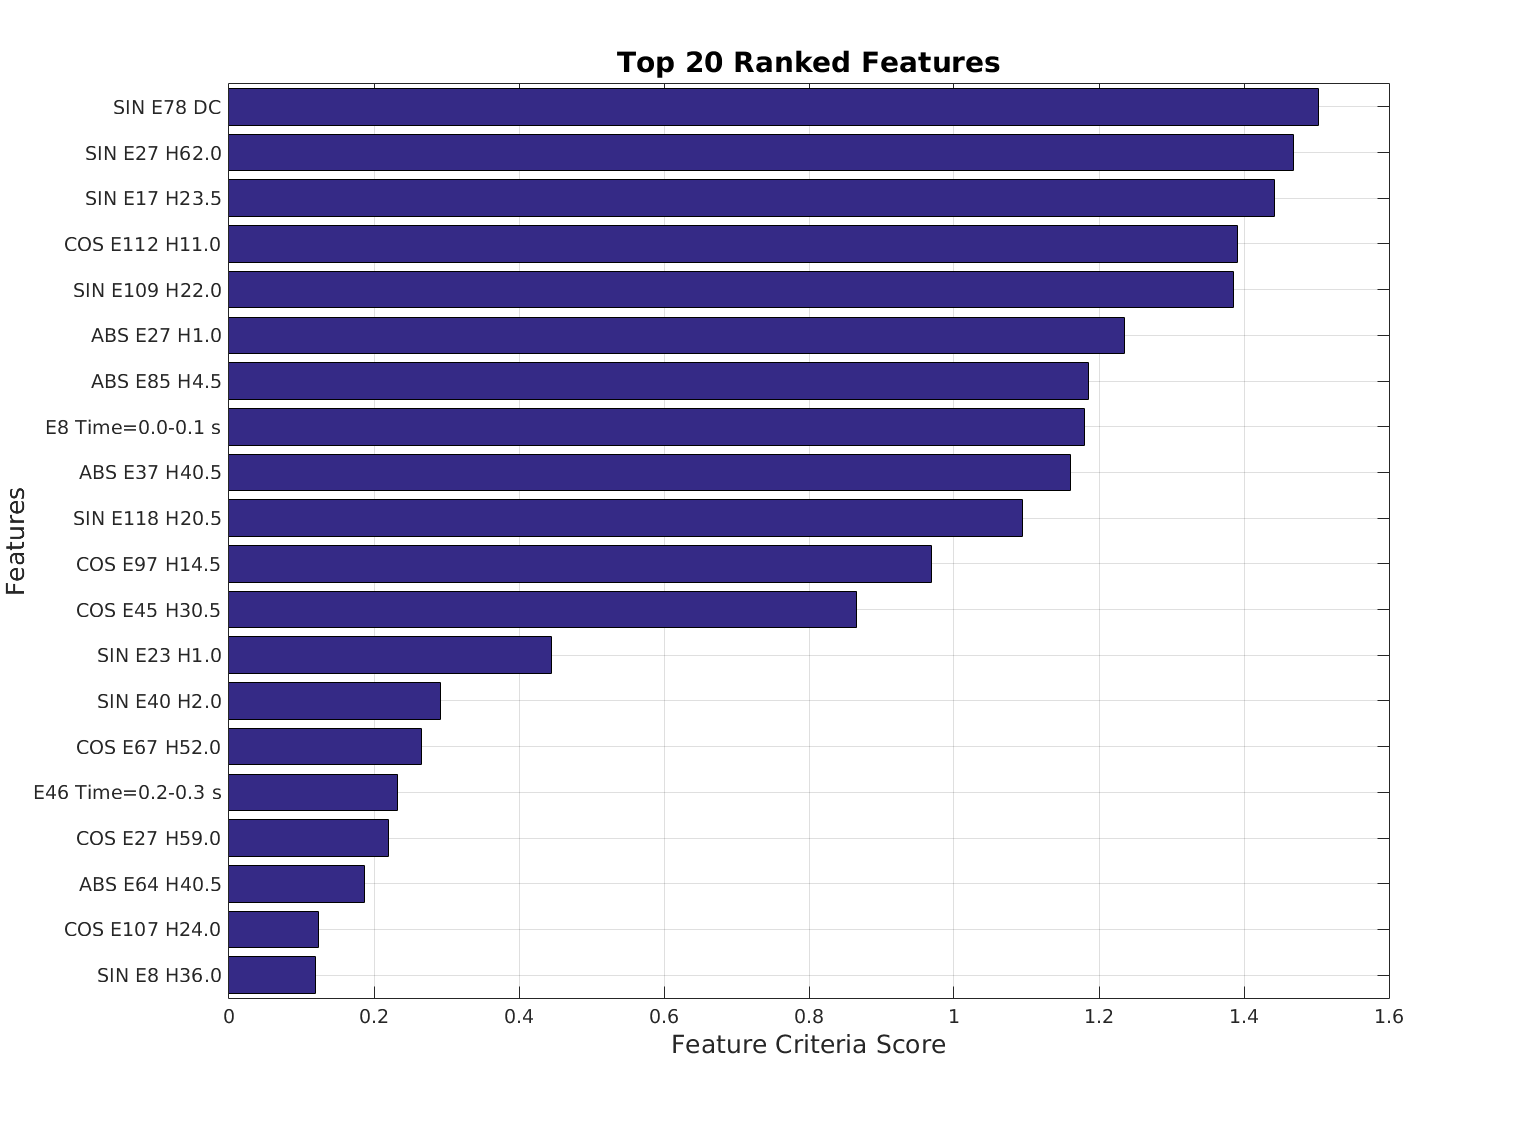 Top 20 Ranked Features
SIN E78 DC
SIN E27 H62.0
SIN E17 H23.5
COS E112 H11.0
SIN E109 H22.0
ABS E27 H1.0
ABS E85 H4.5
E8 Time=0.0-0.1 s
ABS E37 H40.5
SIN E118 H20.5
COS E97 H14.5
COS E45 H30.5
SIN E23 H1.0
SIN E40 H2.0
COS E67 H52.0
E46 Time=0.2-0.3 s
COS E27 H59.0
ABS E64 H40.5
COS E107 H24.0
SIN E8 H36.0
Features
0 0.2 0.4 0.6 0.8 1 1.2 1.4 1.6
Feature Criteria Score